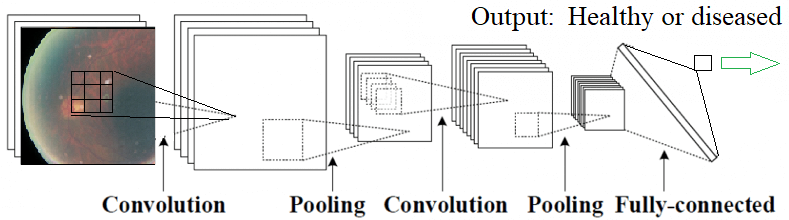 Output: Healthy or diseased
Convolution Pooling Convolution Pooling Fully-connected